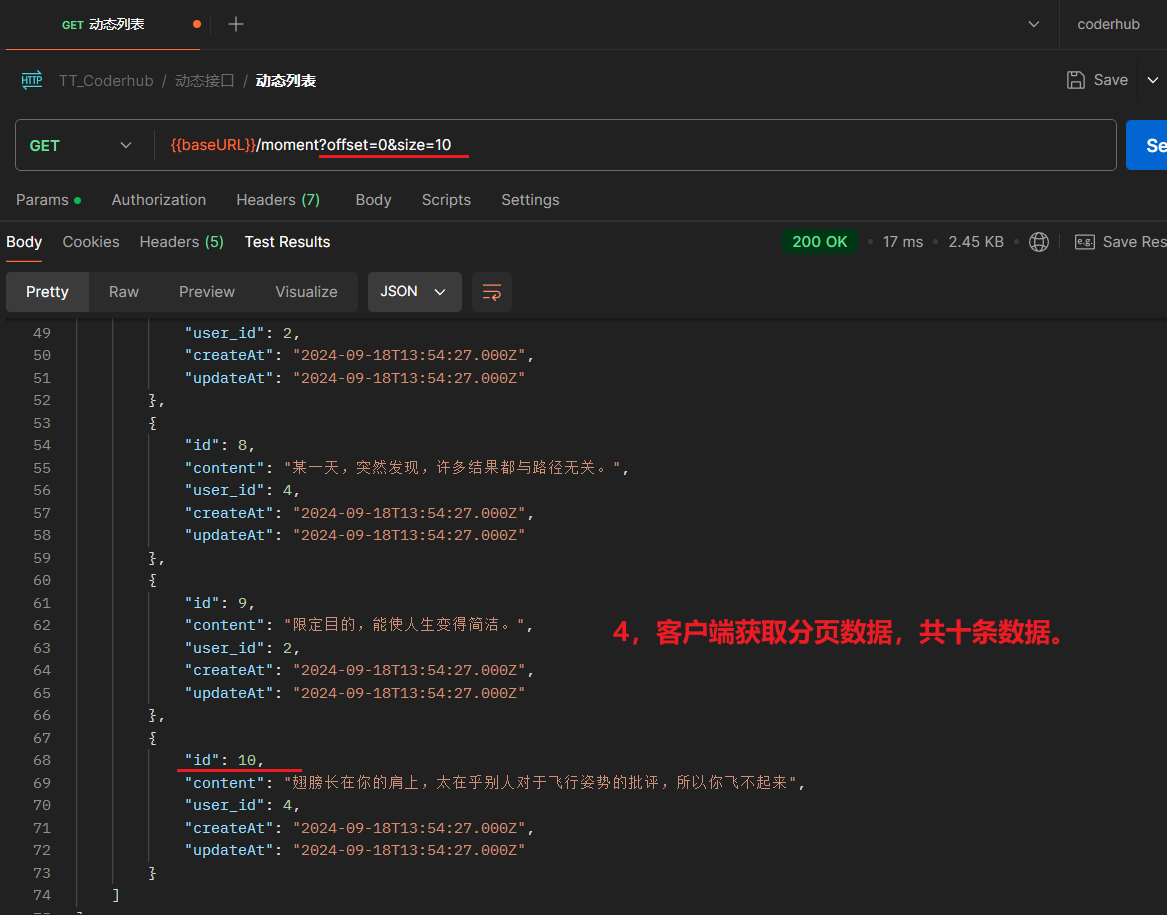 GET 动态列表
coderhub
HTTP TT_Coderhub / 动态接口 / 动态列表
Save
GET {{baseURL}}/moment?offset=0&size=10
Params Authorization Headers (7) Body Scripts Settings
Body Cookies Headers (5) Test Results 200 OK 17 ms 2.45 KB e.g. Save Res
Pretty Raw Preview Visualize JSON
49 "user_id": 2,
50 "createAt": "2024-09-18T13:54:27.000Z",
51 "updateAt": "2024-09-18T13:54:27.000Z"
52 },
53 {
54 "id": 8,
55 "content": "某一天，突然发现，许多结果都与路径无关。",
56 "user_id": 4,
57 "createAt": "2024-09-18T13:54:27.000Z",
58 "updateAt": "2024-09-18T13:54:27.000Z"
59 },
60 {
61 "id": 9,
62 "content": "限定目的，能使人生变得简洁。",
4，客户端获取分页数据，共十条数据。
63 "user_id": 2,
64 "createAt": "2024-09-18T13:54:27.000Z",
65 "updateAt": "2024-09-18T13:54:27.000Z"
66 },
67 {
68 "id": 10,
69 "content": "翅膀长在你的肩上，太在乎别人对于飞行姿势的批评，所以你飞不起来",
70 "user_id": 4,
71 "createAt": "2024-09-18T13:54:27.000Z",
72 "updateAt": "2024-09-18T13:54:27.000Z"
73 }
74 ]